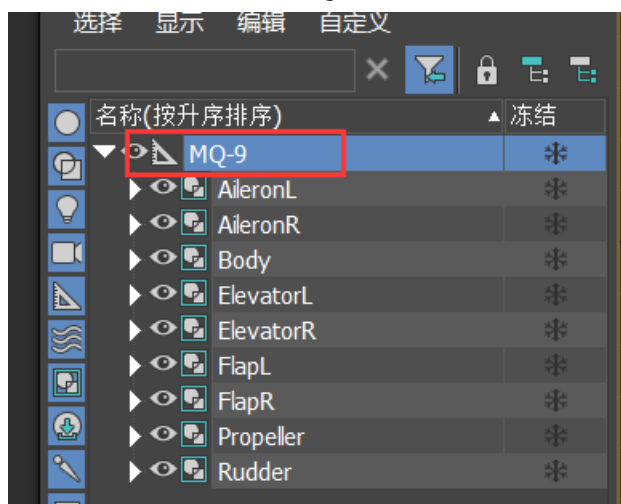 选择 显示 编辑 自定义
名称(按升序排序) 冻结
MQ-9
AileronL
AileronR
Body
ElevatorL
ElevatorR
FlapL
FlapR
Propeller
Rudder